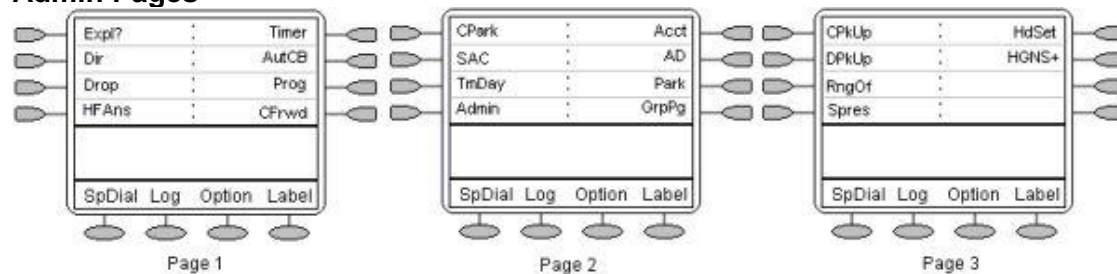 Admin Pages
Expl? : Timer
Dir : AutCB
Drop : Prog
HFAns : CFrwd
SpDial Log Option Label
Page 1
CPark : Acct
SAC : AD
TmDay : Park
Admin : GrpPg
SpDial Log Option Label
Page 2
CPkUp : HdSet
DPkUp : HGNS+
RngOf :
Spres :
SpDial Log Option Label
Page 3